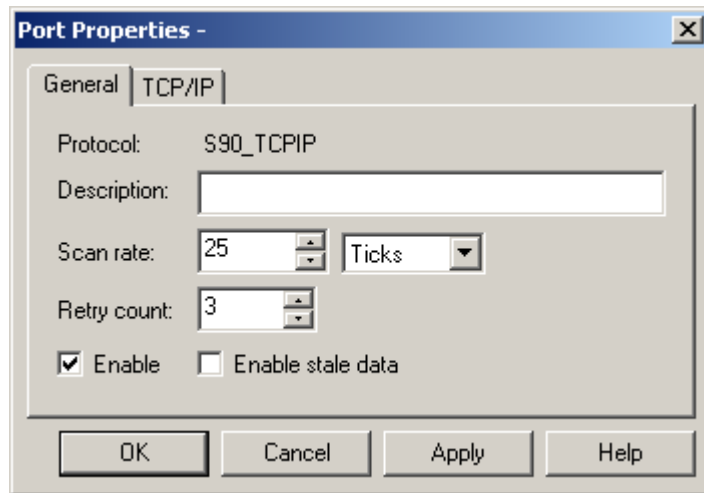 Port Properties -
General TCP/IP
Protocol: S90_TCPIP
Description:
Scan rate: 25 Ticks
Retry count: 3
Enable Enable stale data
OK Cancel Apply Help